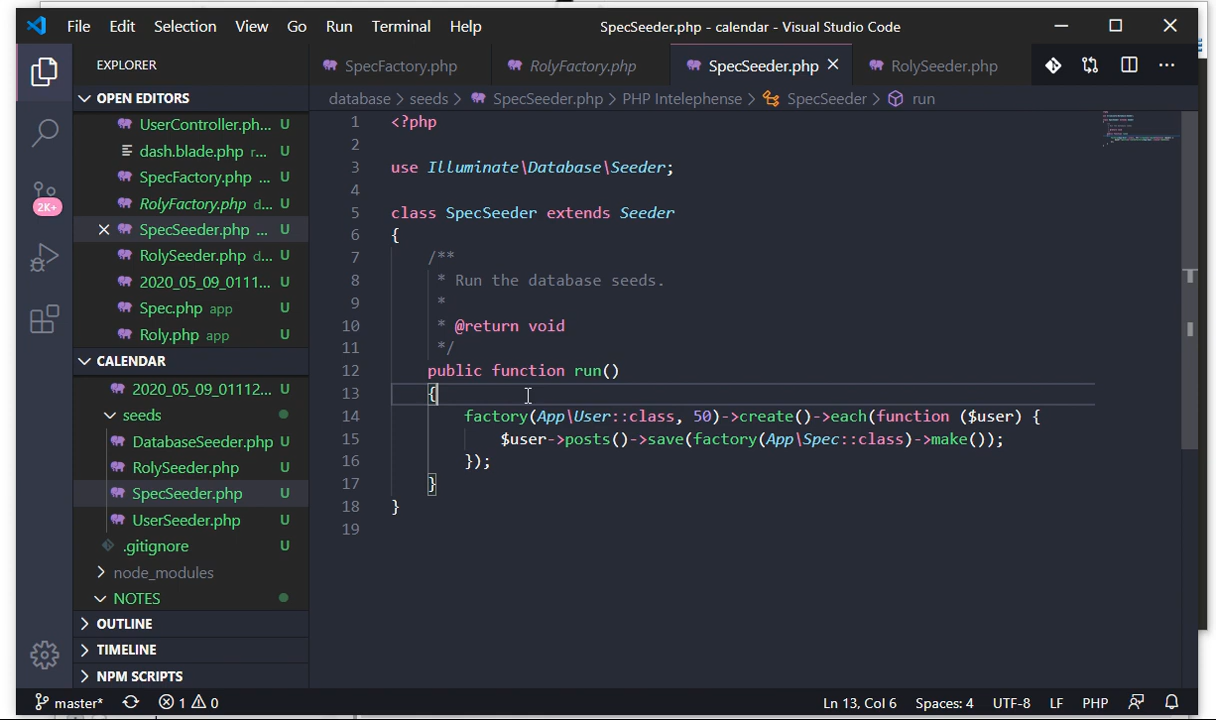 File Edit Selection View Go Run Terminal Help SpecSeeder.php - calendar - Visual Studio Code
EXPLORER
SpecFactory.php RolyFactory.php SpecSeeder.php RolySeeder.php
OPEN EDITORS
database > seeds > SpecSeeder.php > PHP Intelephense > SpecSeeder > run
UserController.ph... U
dash.blade.php r... U
SpecFactory.php ... U
RolyFactory.php d... U
SpecSeeder.php ... U
RolySeeder.php d... U
2020_05_09_0111... U
Spec.php app U
Roly.php app U
CALENDAR
2020_05_09_01112... U
seeds
DatabaseSeeder.php U
RolySeeder.php U
SpecSeeder.php U
UserSeeder.php U
.gitignore U
node_modules
NOTES
OUTLINE
TIMELINE
NPM SCRIPTS
2K+
1 <?php
2
3 use Illuminate\Database\Seeder;
4
5 class SpecSeeder extends Seeder
6 {
7 /**
8 * Run the database seeds.
9 *
10 * @return void
11 */
12 public function run()
13 {
14 factory(App\User::class, 50)->create()->each(function ($user) {
15 $user->posts()->save(factory(App\Spec::class)->make());
16 });
17 }
18 }
19
master* 1 0 Ln 13, Col 6 Spaces: 4 UTF-8 LF PHP